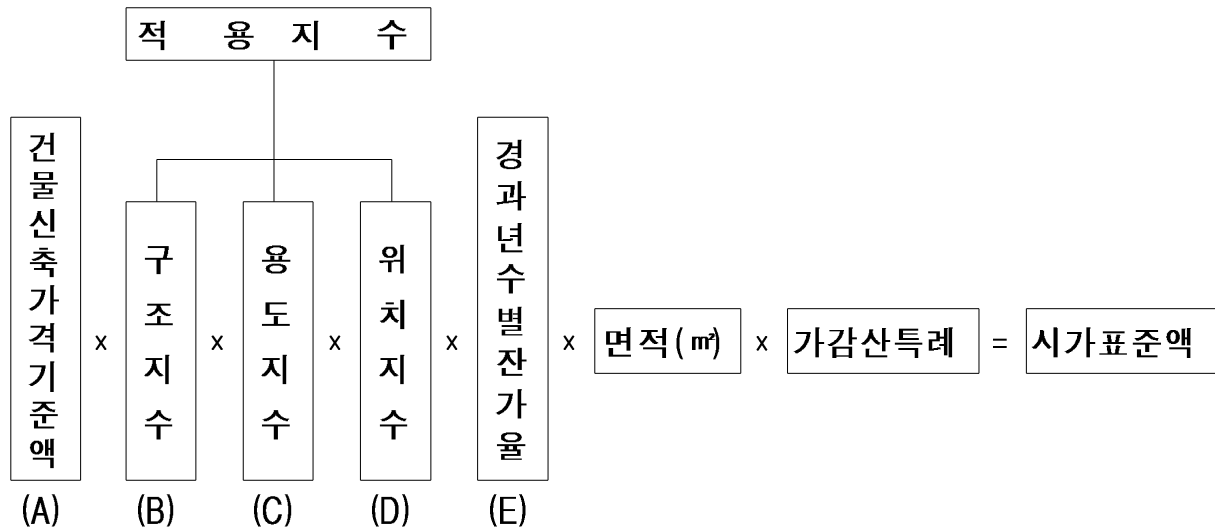 적 용 지 수
건물신축가격기준액
×
구조지수
×
용도지수
×
위치지수
×
경과년수별잔가율
×
면적(㎡)
×
가감산특례
=
시가표준액
(A)
(B)
(C)
(D)
(E)